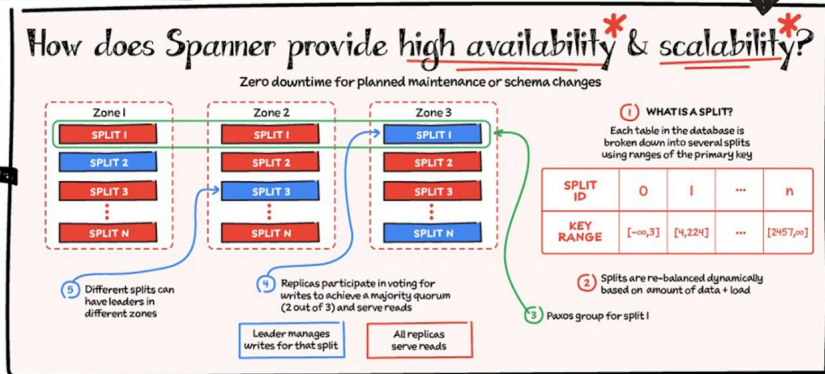 How does Spanner provide high availability* & scalability*?
Zero downtime for planned maintenance or schema changes
Zone 1
SPLIT 1
SPLIT 2
SPLIT 3
SPLIT N
Zone 2
SPLIT 1
SPLIT 2
SPLIT 3
SPLIT N
Zone 3
SPLIT 1
SPLIT 2
SPLIT 3
SPLIT N
1 WHAT IS A SPLIT?
Each table in the database is
broken down into several splits
using ranges of the primary key
SPLIT ID 0 1 ... n
KEY RANGE [-∞,3] [4,224] ... [2457,∞]
2 Splits are re-balanced dynamically
based on amount of data + load
3 Paxos group for split 1
4 Replicas participate in voting for
writes to achieve a majority quorum
(2 out of 3) and serve reads
5 Different splits can
have leaders in
different zones
Leader manages
writes for that split
All replicas
serve reads